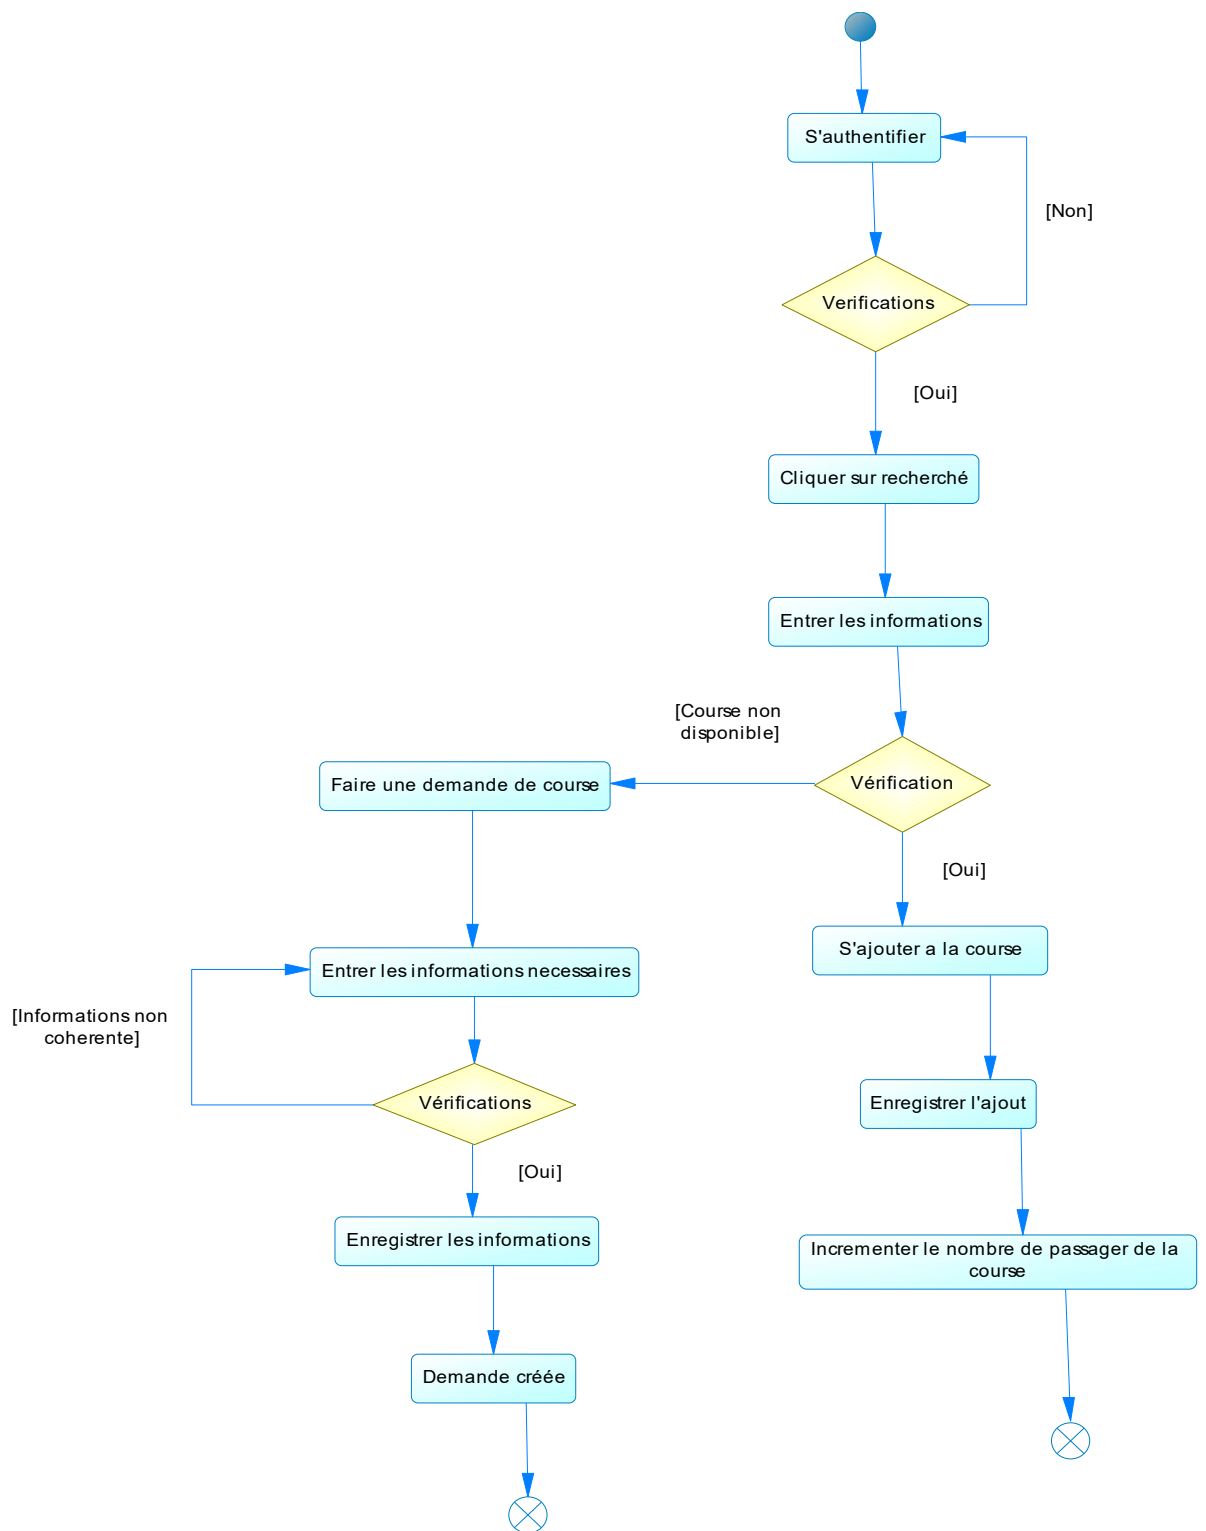 S'authentifier
[Non]
Verifications
[Oui]
Cliquer sur recherché
Entrer les informations
[Course non
disponible]
Faire une demande de course
Vérification
[Oui]
S'ajouter a la course
Entrer les informations necessaires
[Informations non
coherente]
Vérifications
Enregistrer l'ajout
[Oui]
Enregistrer les informations
Incrementer le nombre de passager de la
course
Demande créée